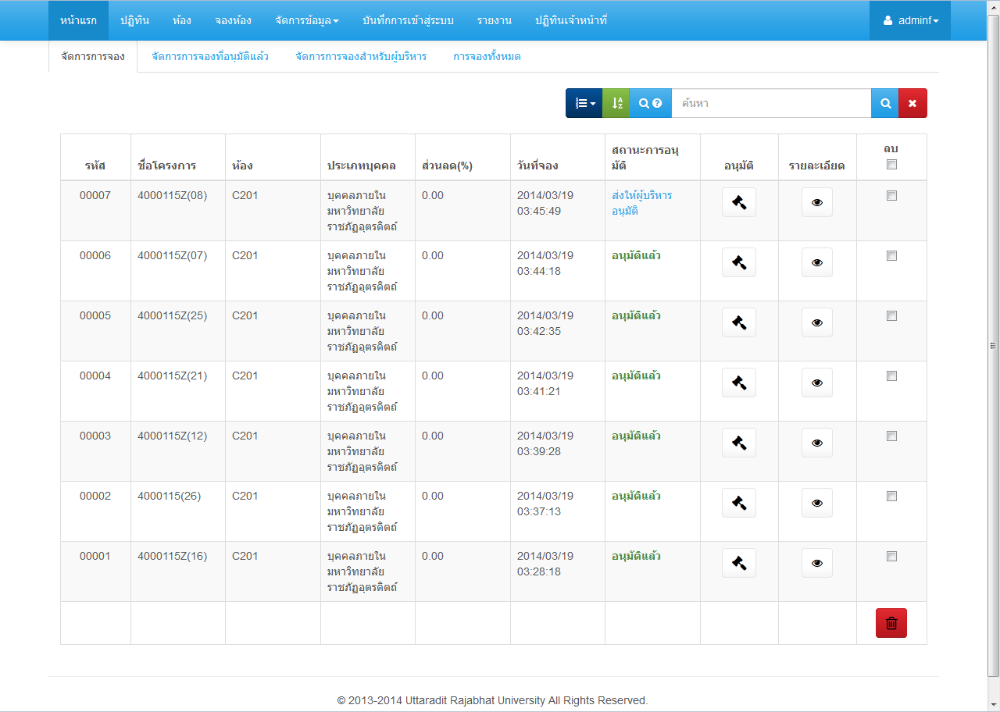 หน้าแรก ปฏิทิน ห้อง จองห้อง จัดการข้อมูล บันทึกการเข้าสู่ระบบ รายงาน ปฏิทินเจ้าหน้าที่ adminf
จัดการการจอง จัดการการจองที่อนุมัติแล้ว จัดการการจองสำหรับผู้บริหาร การจองทั้งหมด
ค้นหา
รหัส ชื่อโครงการ ห้อง ประเภทบุคคล ส่วนลด(%) วันที่จอง สถานะการอนุ อนุมัติ รายละเอียด ลบ
มัติ
00007 4000115Z(08) C201 บุคคลภายใน 0.00 2014/03/19 ส่งให้ผู้บริหาร
มหาวิทยาลัย 03:45:49 อนุมัติ
ราชภัฏอุตรดิตถ์
00006 4000115Z(07) C201 บุคคลภายใน 0.00 2014/03/19 อนุมัติแล้ว
มหาวิทยาลัย 03:44:18
ราชภัฏอุตรดิตถ์
00005 4000115Z(25) C201 บุคคลภายใน 0.00 2014/03/19 อนุมัติแล้ว
มหาวิทยาลัย 03:42:35
ราชภัฏอุตรดิตถ์
00004 4000115Z(21) C201 บุคคลภายใน 0.00 2014/03/19 อนุมัติแล้ว
มหาวิทยาลัย 03:41:21
ราชภัฏอุตรดิตถ์
00003 4000115Z(12) C201 บุคคลภายใน 0.00 2014/03/19 อนุมัติแล้ว
มหาวิทยาลัย 03:39:28
ราชภัฏอุตรดิตถ์
00002 4000115(26) C201 บุคคลภายใน 0.00 2014/03/19 อนุมัติแล้ว
มหาวิทยาลัย 03:37:13
ราชภัฏอุตรดิตถ์
00001 4000115Z(16) C201 บุคคลภายใน 0.00 2014/03/19 อนุมัติแล้ว
มหาวิทยาลัย 03:28:18
ราชภัฏอุตรดิตถ์
© 2013-2014 Uttaradit Rajabhat University All Rights Reserved.